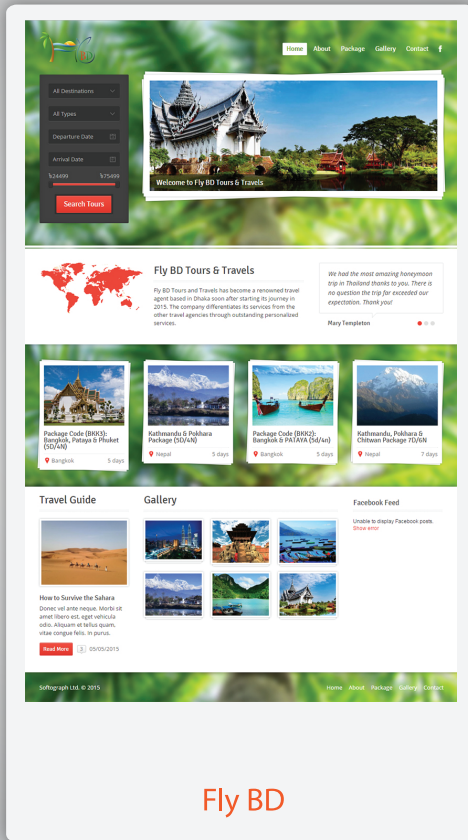 Home About Package Gallery Contact f
All Destinations
All Types
Departure Date
Arrival Date
৳24499 ৳75499
Search Tours
Welcome to Fly BD Tours & Travels
Fly BD Tours & Travels
Fly BD Tours and Travels has become a renowned travel
agent based in Dhaka soon after starting its journey in
2015. The company differentiates its services from the
other travel agencies through outstanding personalized
services.
We had the most amazing honeymoon
trip in Thailand thanks to you. There is
no question the trip far exceeded our
expectation. Thank you!
Mary Templeton
Package Code (BKK3):
Bangkok, Pataya & Phuket
(5D/4N)
Bangkok 5 days
Kathmandu & Pokhara
Package (5D/4N)
Nepal 5 days
Package Code (BKK2):
Bangkok & PATAYA (5d/4n)
Bangkok 5 days
Kathmandu, Pokhara &
Chitwan Package 7D/6N
Nepal 7 days
Travel Guide
How to Survive the Sahara
Donec vel ante neque. Morbi sit
amet libero est, eget vehicula
odio. Aliquam et tellus quam,
vitae congue felis. In purus.
Read More 3 05/05/2015
Gallery
Facebook Feed
Unable to display Facebook posts.
Show error
Softograph Ltd. © 2015
Home About Package Gallery Contact
Fly BD